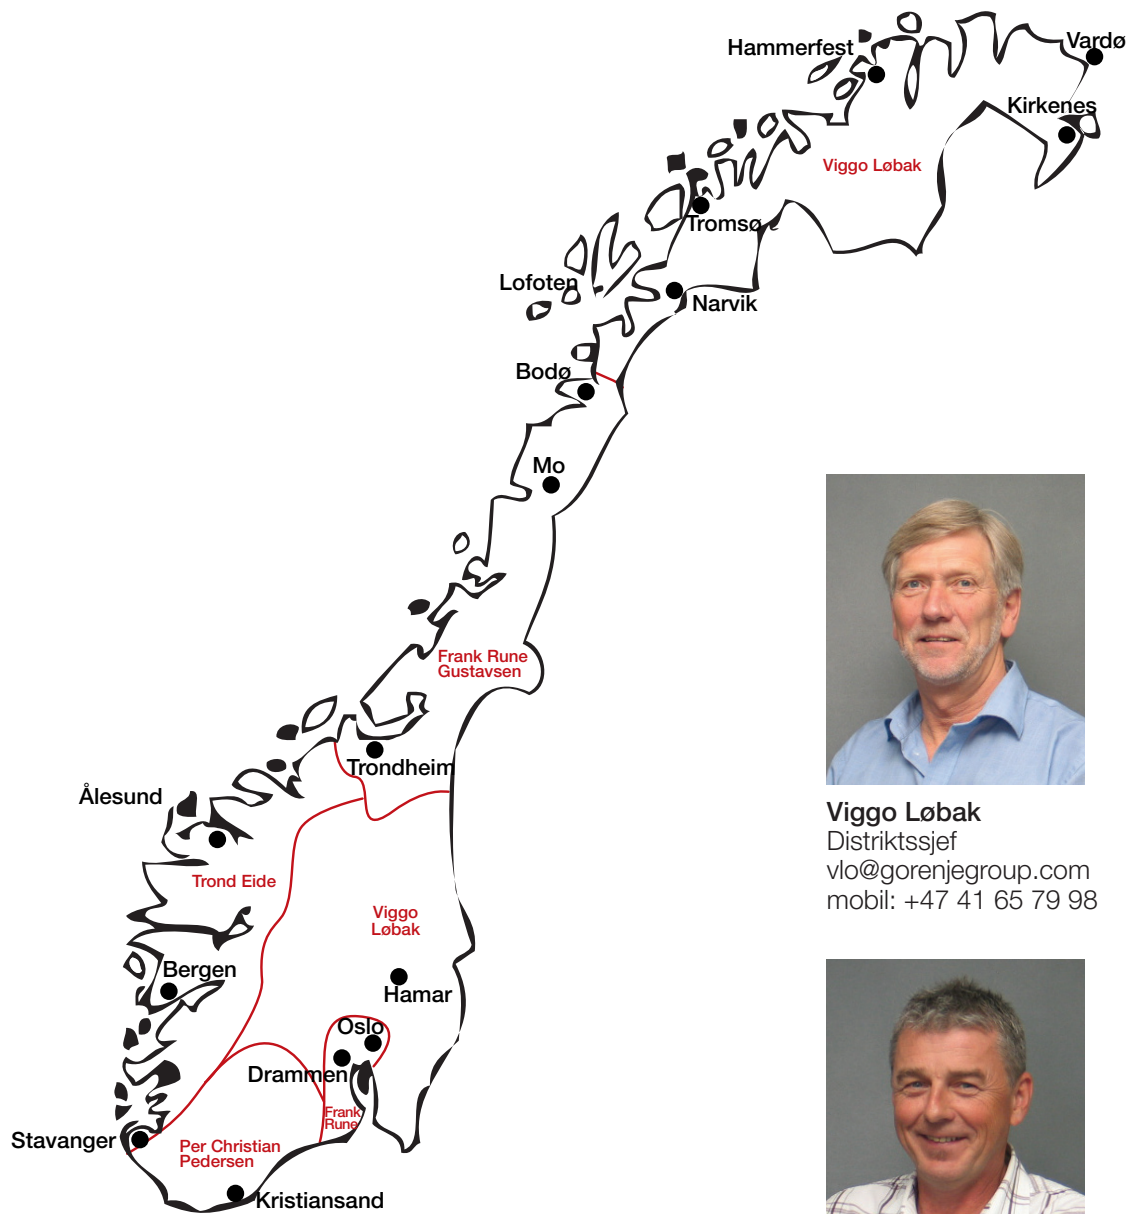 Vardø
Hammerfest
Kirkenes
Viggo Løbak
Tromsø
Lofoten
Narvik
Bodø
Mo
Frank Rune
Gustavsen
Trondheim
Ålesund
Trond Eide
Viggo
Løbak
Bergen
Hamar
Oslo
Drammen
Frank
Rune
Stavanger
Per Christian
Pedersen
Kristiansand
Viggo Løbak
Distriktssjef
vlo@gorenjegroup.com
mobil: +47 41 65 79 98